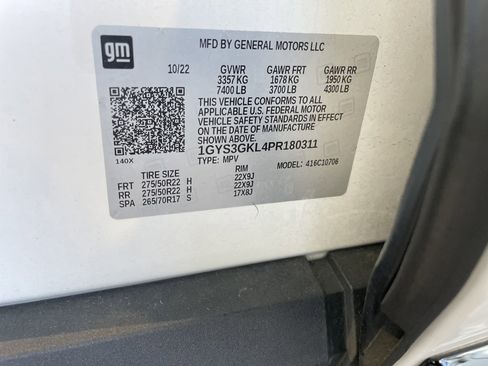 gm
MFD BY GENERAL MOTORS LLC
10/22 GVWR GAWR FRT GAWR RR
3357 KG 1678 KG 1950 KG
7400 LB 3700 LB 4300 LB
THIS VEHICLE CONFORMS TO ALL
APPLICABLE U.S. FEDERAL MOTOR
VEHICLE SAFETY STANDARDS IN EFFECT
ON THE DATE OF MANUFACTURE
SHOWN ABOVE.
1GYS3GKL4PR180311
140X TYPE: MPV MODEL: 416C10706
TIRE SIZE RIM
FRT 275/50R22 H 22X9J
RR 275/50R22 H 22X9J
SPA 265/70R17 S 17X8J